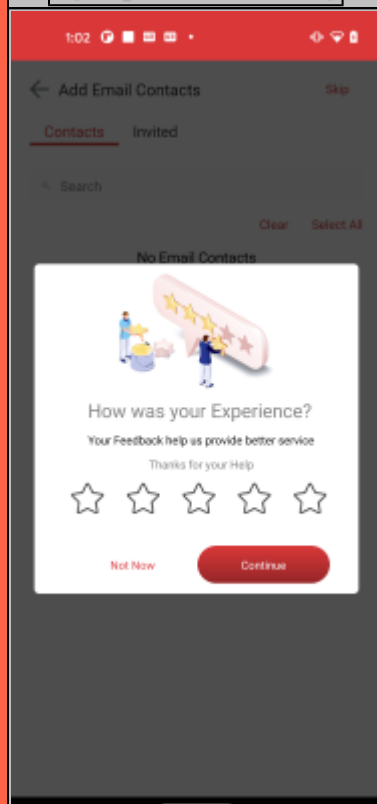 1:02
Add Email Contacts
Skip
Contacts Invited
Search
Clear Select All
No Email Contacts
How was your Experience?
Your Feedback help us provide better service
Thanks for your Help
Not Now Continue